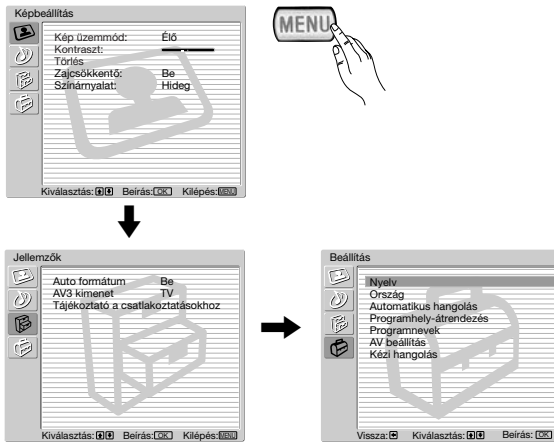 Képbeállítás
Kép üzemmód: Élő
Kontraszt:
Törlés
Zajcsökkentő: Be
Színárnyalat: Hideg
Kiválasztás: Beírás: OK Kilépés: MENU
MENU
Jellemzők
Auto formátum Be
AV3 kimenet TV
Tájékoztató a csatlakoztatásokhoz
Kiválasztás: Beírás: OK Kilépés: MENU
Beállítás
Nyelv
Ország
Automatikus hangolás
Programhely-átrendezés
Programnevek
AV beállítás
Kézi hangolás
Vissza: Kiválasztás: Beírás: OK